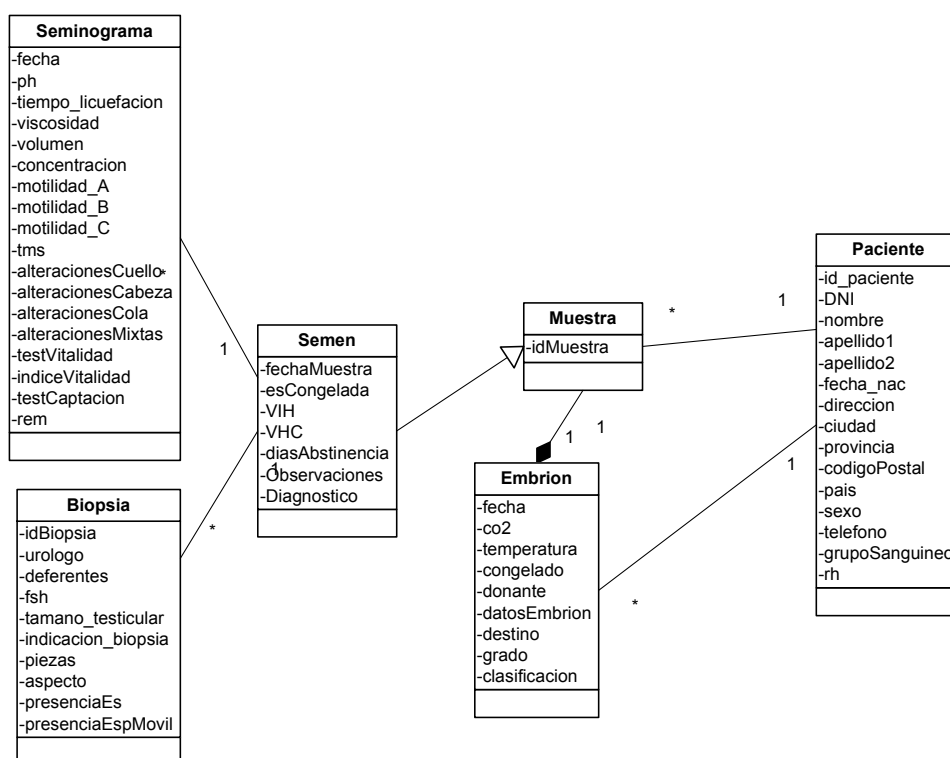 Seminograma
-fecha
-ph
-tiempo_licuefacion
-viscosidad
-volumen
-concentracion
-motilidad_A
-motilidad_B
-motilidad_C
-tms
-alteracionesCuello
*
-alteracionesCabeza
-alteracionesCola
-alteracionesMixtas
-testVitalidad
-indiceVitalidad
-testCaptacion
-rem
1
Semen
-fechaMuestra
-esCongelada
-VIH
-VHC
-diasAbstinencia
-Observaciones
1
-Diagnostico
Biopsia
-idBiopsia
-urologo
-deferentes
-fsh
-tamano_testicular
-indicacion_biopsia
-piezas
-aspecto
-presenciaEs
-presenciaEspMovil
*
Muestra
-idMuestra
*
1
1
1
Embrion
-fecha
-co2
-temperatura
-congelado
-donante
-datosEmbrion
-destino
-grado
-clasificacion
*
1
Paciente
-id_paciente
-DNI
-nombre
-apellido1
-apellido2
-fecha_nac
-direccion
-ciudad
-provincia
-codigoPostal
-pais
-sexo
-telefono
-grupoSanguineo
-rh